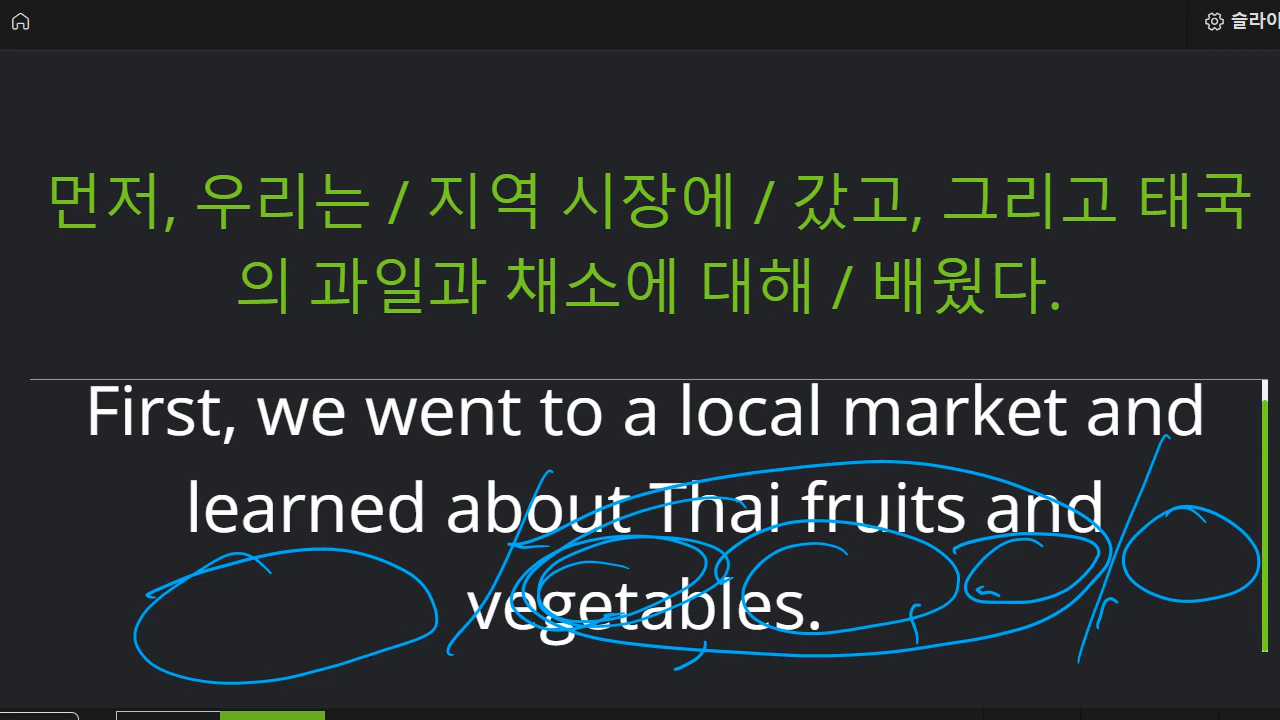 슬라이
먼저, 우리는 / 지역 시장에 / 갔고, 그리고 태국
의 과일과 채소에 대해 / 배웠다.
First, we went to a local market and
learned about Thai fruits and
vegetables.